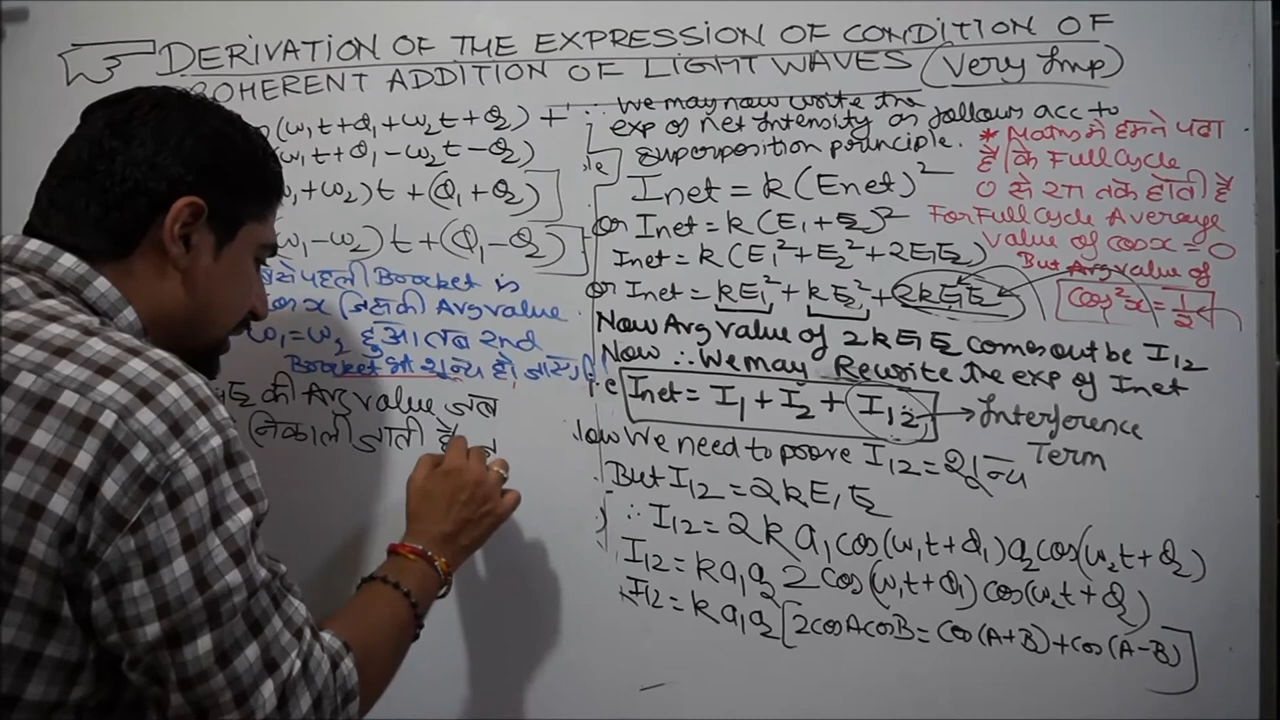 DERIVATION OF THE EXPRESSION OF CONDITION OF
COHERENT ADDITION OF LIGHT WAVES (Very Imp)
(ω₁t+Φ₁+ω₂t+Φ₂) +
(ω₁t+Φ₁-ω₂t-Φ₂)
ω₁+ω₂)t + (Φ₁+Φ₂)]
ω₁-ω₂)t + (Φ₁-Φ₂)]
पहली Bracket is
Cos x जिसकी Avg value
ω₁=ω₂ हुआ तब 2nd
Bracket भी शून्य हो
की Avg value जब
निकाली जाती है
∴ We may now write the
exp of net Intensity as follows acc to
ie superposition principle.
Inet = k(Enet)²
or Inet = k(E₁+E₂)²
Inet = k(E₁²+E₂²+2E₁E₂)
or Inet = kE₁² + kE₂² + 2kE₁E₂
Now Avg value of 2kE₁E₂ comes out be I₁₂
Now ∴ We may Rewrite the exp of Inet
i.e Inet = I₁ + I₂ + I₁₂ → Interference Term
Now We need to prove I₁₂ = शून्य
But I₁₂ = 2kE₁E₂
∴ I₁₂ = 2k a₁cos(ω₁t+Φ₁)a₂cos(ω₂t+Φ₂)
I₁₂ = ka₁a₂ 2cos(ω₁t+Φ₁)cos(ω₂t+Φ₂)
I₁₂ = ka₁a₂[2cosAcosB = Cos(A+B)+cos(A-B)]
* Maths में हमने पढा
है कि Full Cycle
0 से 2π तक होती है
For Full Cycle Average
Value of cosx = 0
But Avg value of
Cos²x = 1/2